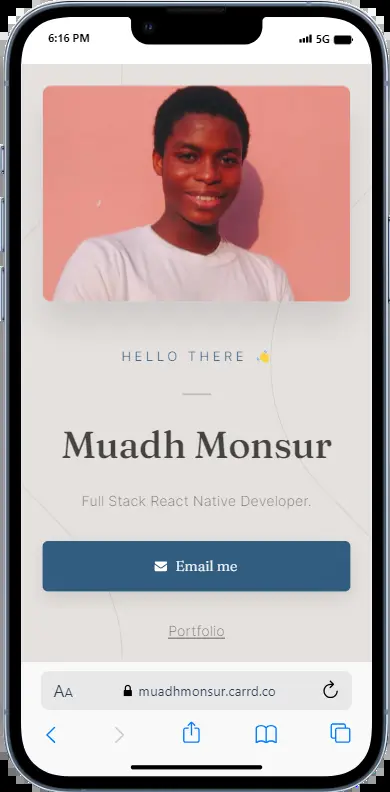 6:16 PM 5G
HELLO THERE 👋
Muadh Monsur
Full Stack React Native Developer.
Email me
Portfolio
AA muadhmonsur.carrd.co